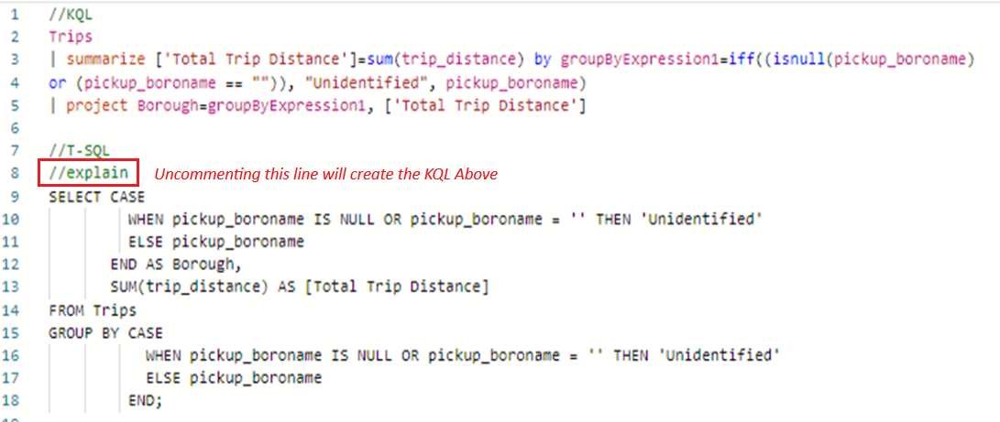 1 //KQL
2 Trips
3 | summarize ['Total Trip Distance']=sum(trip_distance) by groupByExpression1=iff((isnull(pickup_boroname)
4 or (pickup_boroname == "")), "Unidentified", pickup_boroname)
5 | project Borough=groupByExpression1, ['Total Trip Distance']
6
7 //T-SQL
8 //explain Uncommenting this line will create the KQL Above
9 SELECT CASE
10 WHEN pickup_boroname IS NULL OR pickup_boroname = '' THEN 'Unidentified'
11 ELSE pickup_boroname
12 END AS Borough,
13 SUM(trip_distance) AS [Total Trip Distance]
14 FROM Trips
15 GROUP BY CASE
16 WHEN pickup_boroname IS NULL OR pickup_boroname = '' THEN 'Unidentified'
17 ELSE pickup_boroname
18 END;